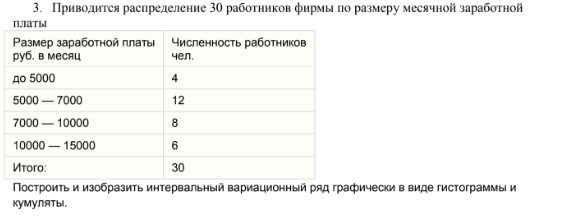 3. Приводится распределение 30 работников фирмы по размеру месячной заработной
платы
Размер заработной платы Численность работников
руб. в месяц чел.
до 5000 4
5000 — 7000 12
7000 — 10000 8
10000 — 15000 6
Итого: 30
Построить и изобразить интервальный вариационный ряд графически в виде гистограммы и
кумуляты.